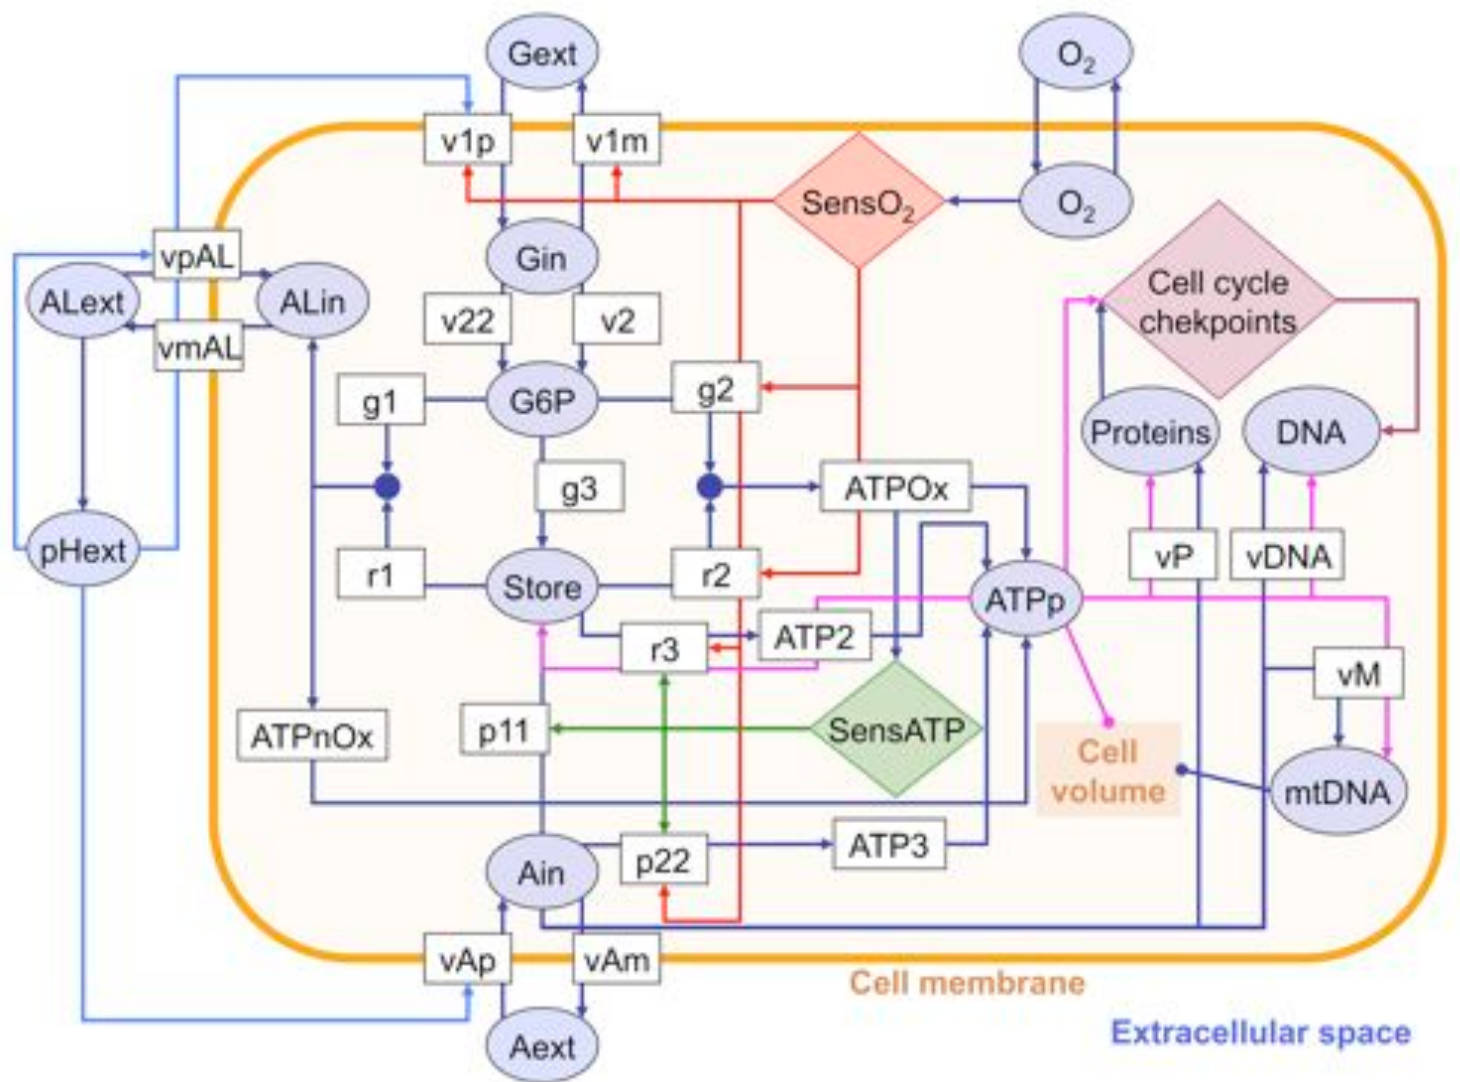 Gext
O₂
v1p
v1m
SensO₂
O₂
vpAL
Gin
ALext
ALin
Cell cycle
chekpoints
v22
v2
vmAL
g1
G6P
g2
Proteins
DNA
g3
ATPOx
pHext
r1
Store
r2
vP
vDNA
ATPp
r3
ATP2
vM
ATPnOx
p11
SensATP
Cell
volume
mtDNA
Ain
p22
ATP3
vAp
vAm
Cell membrane
Aext
Extracellular space